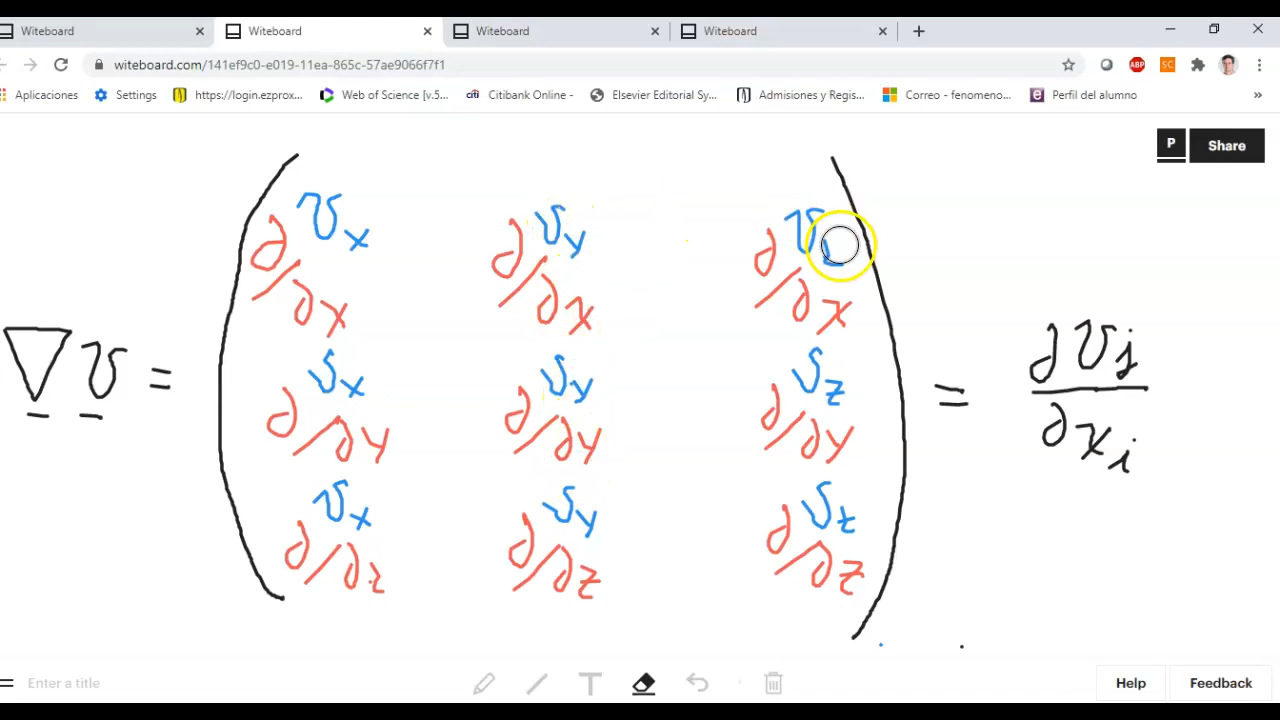 Witeboard Witeboard Witeboard Witeboard
witeboard.com/141ef9c0-e019-11ea-865c-57ae9066f7f1 ABP SC
Aplicaciones Settings https://login.ezprox... Web of Science [v.5... Citibank Online - Elsevier Editorial Sy... Admisiones y Regis... Correo - fenomeno... Perfil del alumno »
P Share
∂vx/∂x ∂vy/∂x ∂v/∂x
∇ v = ∂vx/∂y ∂vy/∂y ∂vz/∂y = ∂vj/∂xi
∂vx/∂z ∂vy/∂z ∂vz/∂z
Enter a title T Help Feedback